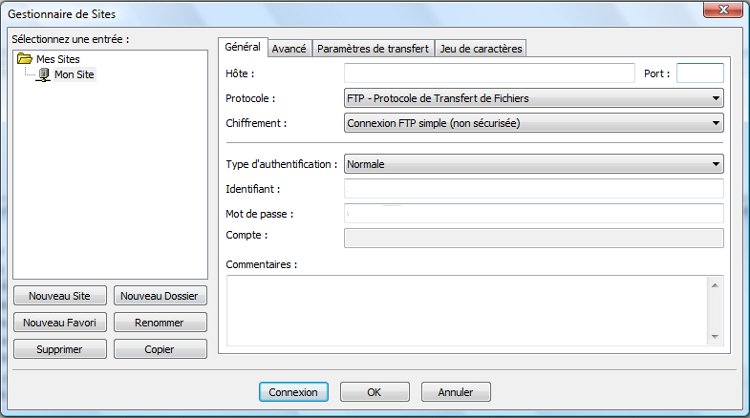 Gestionnaire de Sites
Sélectionnez une entrée :
Mes Sites
Mon Site
Nouveau Site
Nouveau Dossier
Nouveau Favori
Renommer
Supprimer
Copier
Général
Avancé
Paramètres de transfert
Jeu de caractères
Hôte :
Port :
Protocole :
FTP - Protocole de Transfert de Fichiers
Chiffrement :
Connexion FTP simple (non sécurisée)
Type d'authentification :
Normale
Identifiant :
Mot de passe :
Compte :
Commentaires :
Connexion
OK
Annuler